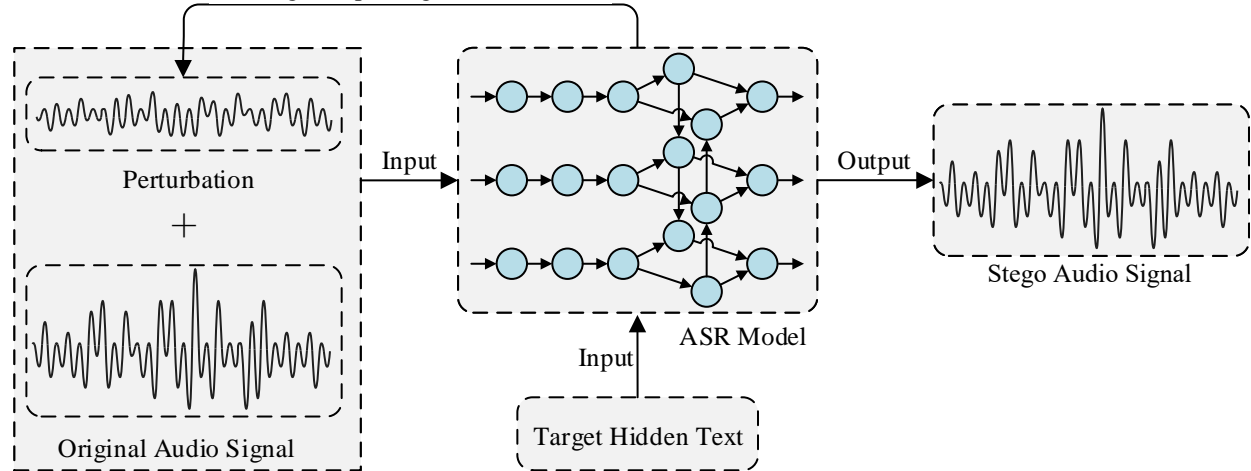 Perturbation
+
Original Audio Signal
Input
ASR Model
Input
Target Hidden Text
Output
Stego Audio Signal